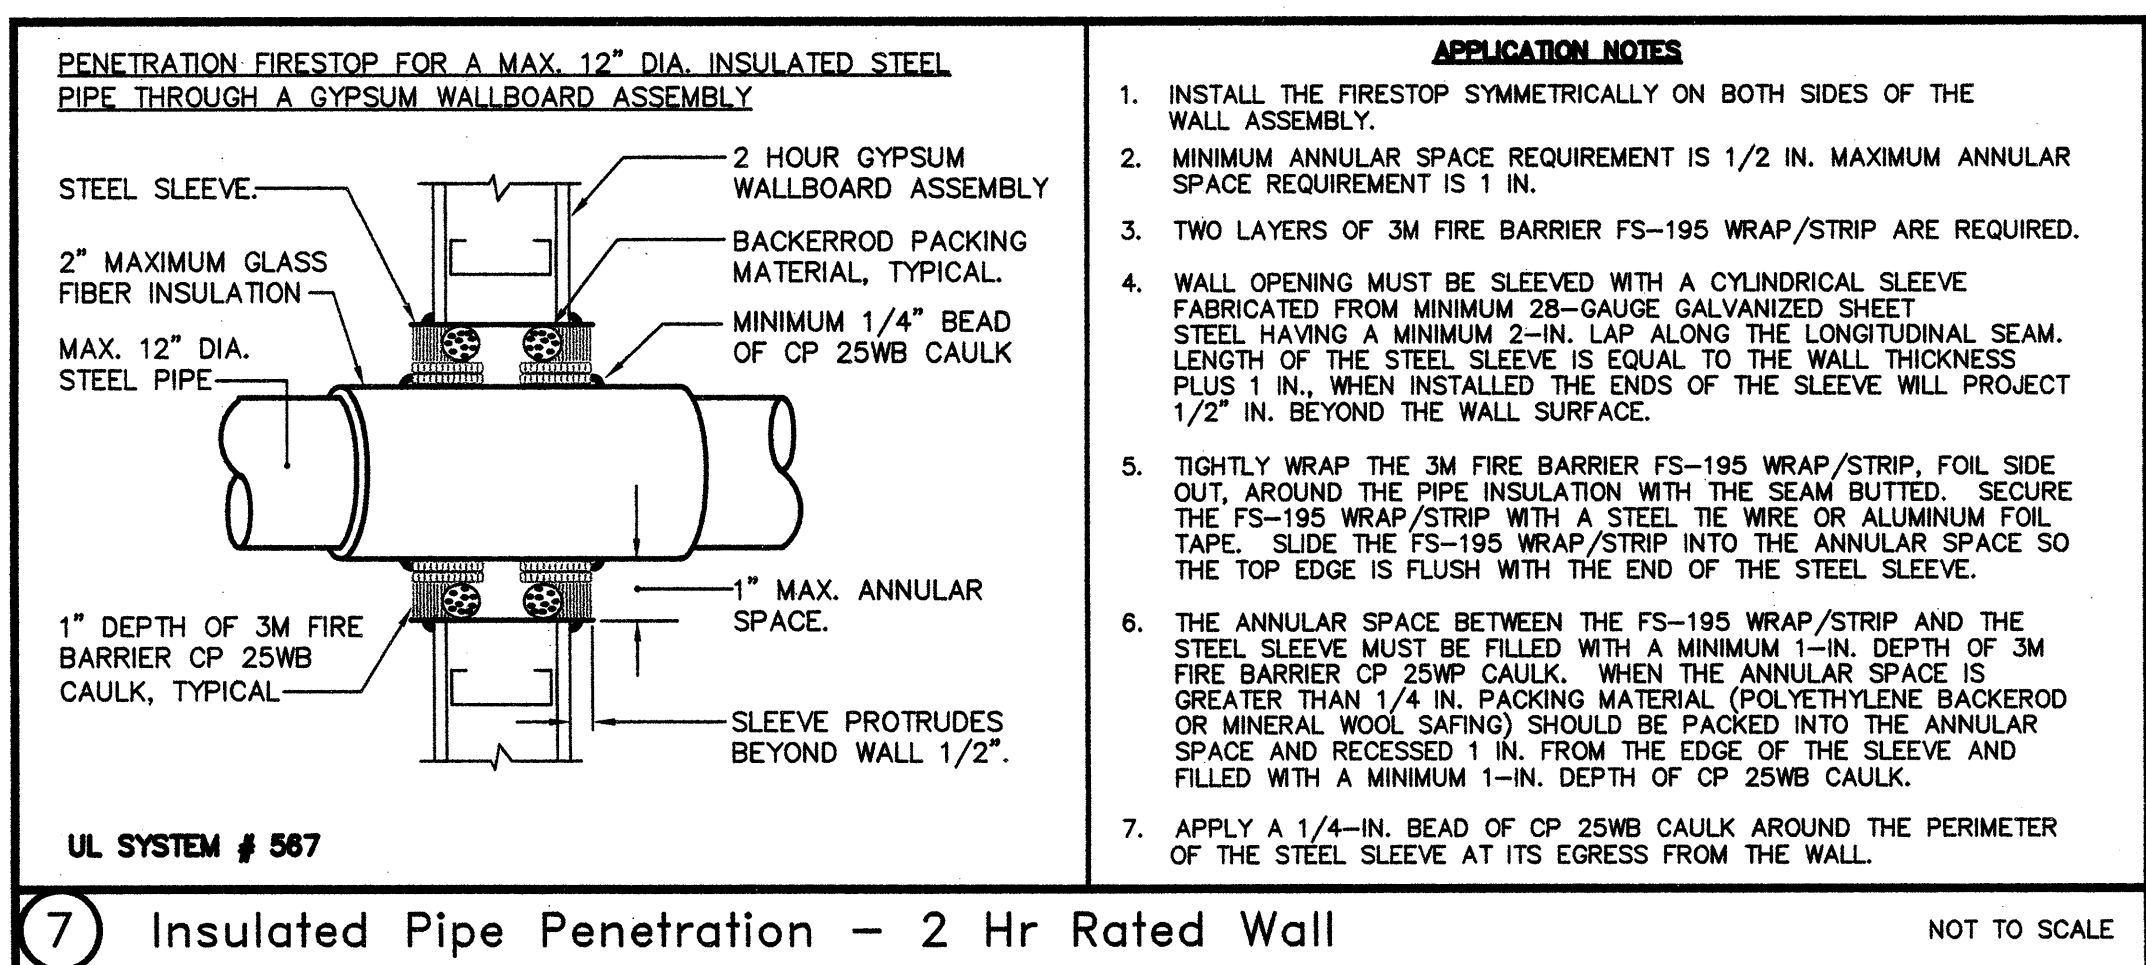 PENETRATION FIRESTOP FOR A MAX. 12" DIA. INSULATED STEEL
PIPE THROUGH A GYPSUM WALLBOARD ASSEMBLY
STEEL SLEEVE.
2" MAXIMUM GLASS
FIBER INSULATION
MAX. 12" DIA.
STEEL PIPE
1" DEPTH OF 3M FIRE
BARRIER CP 25WB
CAULK, TYPICAL
2 HOUR GYPSUM
WALLBOARD ASSEMBLY
BACKERROD PACKING
MATERIAL, TYPICAL.
MINIMUM 1/4" BEAD
OF CP 25WB CAULK
1" MAX. ANNULAR
SPACE.
SLEEVE PROTRUDES
BEYOND WALL 1/2".
UL SYSTEM # 567
APPLICATION NOTES
1. INSTALL THE FIRESTOP SYMMETRICALLY ON BOTH SIDES OF THE
WALL ASSEMBLY.
2. MINIMUM ANNULAR SPACE REQUIREMENT IS 1/2 IN. MAXIMUM ANNULAR
SPACE REQUIREMENT IS 1 IN.
3. TWO LAYERS OF 3M FIRE BARRIER FS-195 WRAP/STRIP ARE REQUIRED.
4. WALL OPENING MUST BE SLEEVED WITH A CYLINDRICAL SLEEVE
FABRICATED FROM MINIMUM 28-GAUGE GALVANIZED SHEET
STEEL HAVING A MINIMUM 2-IN. LAP ALONG THE LONGITUDINAL SEAM.
LENGTH OF THE STEEL SLEEVE IS EQUAL TO THE WALL THICKNESS
PLUS 1 IN., WHEN INSTALLED THE ENDS OF THE SLEEVE WILL PROJECT
1/2" IN. BEYOND THE WALL SURFACE.
5. TIGHTLY WRAP THE 3M FIRE BARRIER FS-195 WRAP/STRIP, FOIL SIDE
OUT, AROUND THE PIPE INSULATION WITH THE SEAM BUTTED. SECURE
THE FS-195 WRAP/STRIP WITH A STEEL TIE WIRE OR ALUMINUM FOIL
TAPE. SLIDE THE FS-195 WRAP/STRIP INTO THE ANNULAR SPACE SO
THE TOP EDGE IS FLUSH WITH THE END OF THE STEEL SLEEVE.
6. THE ANNULAR SPACE BETWEEN THE FS-195 WRAP/STRIP AND THE
STEEL SLEEVE MUST BE FILLED WITH A MINIMUM 1-IN. DEPTH OF 3M
FIRE BARRIER CP 25WP CAULK. WHEN THE ANNULAR SPACE IS
GREATER THAN 1/4 IN. PACKING MATERIAL (POLYETHYLENE BACKEROD
OR MINERAL WOOL SAFING) SHOULD BE PACKED INTO THE ANNULAR
SPACE AND RECESSED 1 IN. FROM THE EDGE OF THE SLEEVE AND
FILLED WITH A MINIMUM 1-IN. DEPTH OF CP 25WB CAULK.
7. APPLY A 1/4-IN. BEAD OF CP 25WB CAULK AROUND THE PERIMETER
OF THE STEEL SLEEVE AT ITS EGRESS FROM THE WALL.
7 Insulated Pipe Penetration – 2 Hr Rated Wall
NOT TO SCALE